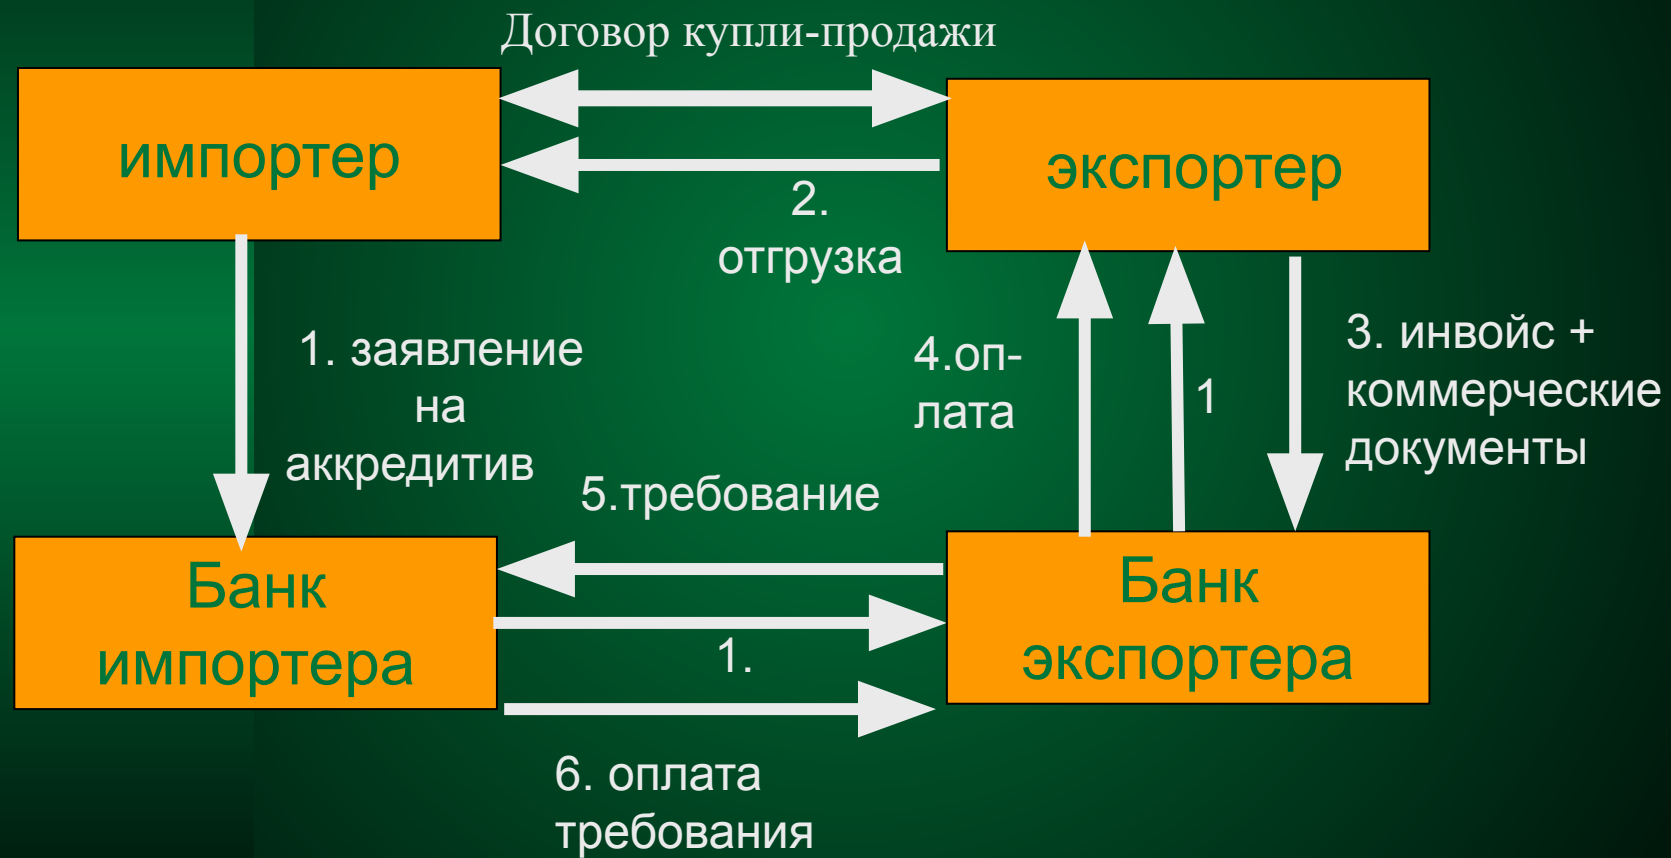 Договор купли-продажи
импортер
экспортер
2.
отгрузка
1. заявление
на
аккредитив
4.оп-
лата
1
3. инвойс +
коммерческие
документы
5.требование
Банк
импортера
Банк
экспортера
1.
6. оплата
требования